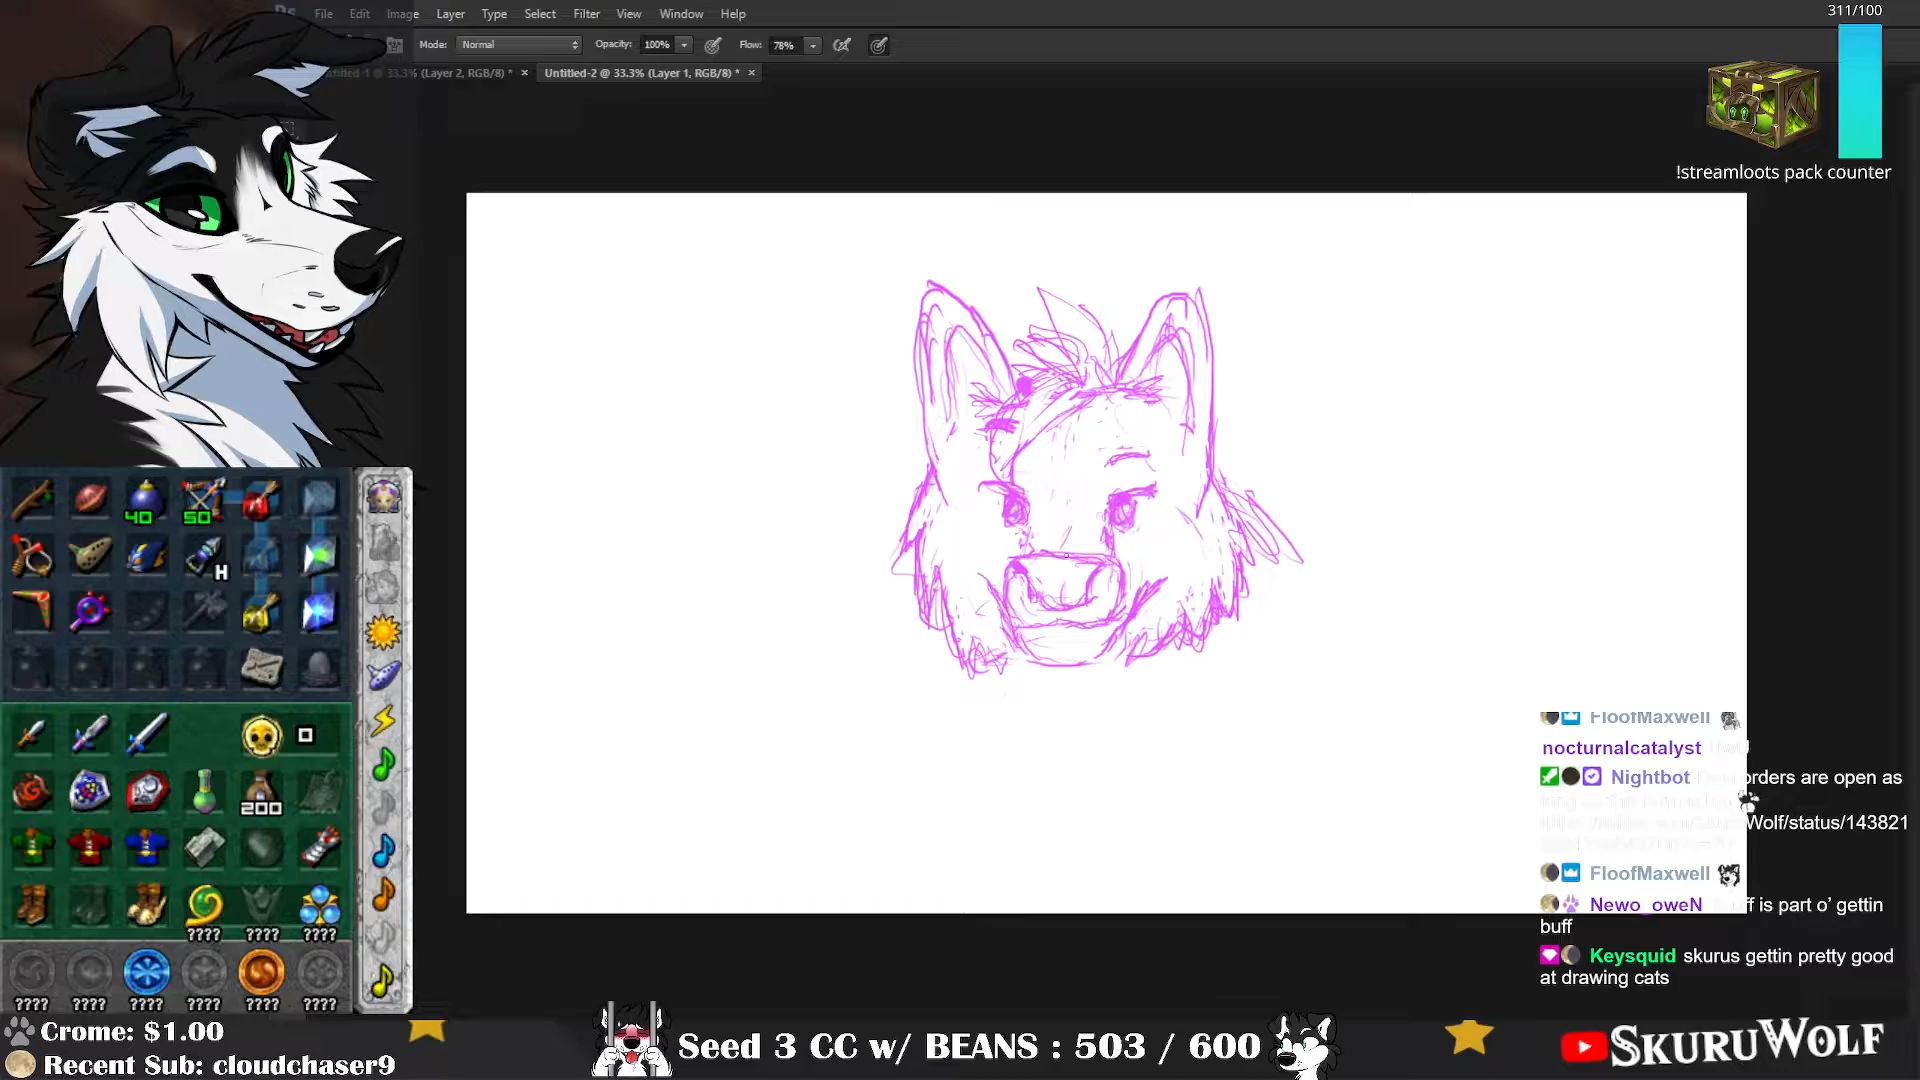 File Edit Image Layer Type Select Filter View Window Help
311/100
Mode: Normal Opacity: 100% Flow: 78%
@ 33.3% (Layer 2, RGB/8) * × Untitled-2 @ 33.3% (Layer 1, RGB/8) * ×
!streamloots pack counter
40 50
H
200
???? ???? ????
???? ???? ???? ???? ???? ????
FloofMaxwell
nocturnalcatalyst
Nightbot orders are open as
Wolf/status/143821
FloofMaxwell
Newo_oweN is part o' gettin
buff
Keysquid skurus gettin pretty good
at drawing cats
Crome: $1.00
Recent Sub: cloudchaser9
Seed 3 CC w/ BEANS : 503 / 600
SKURUWOLF